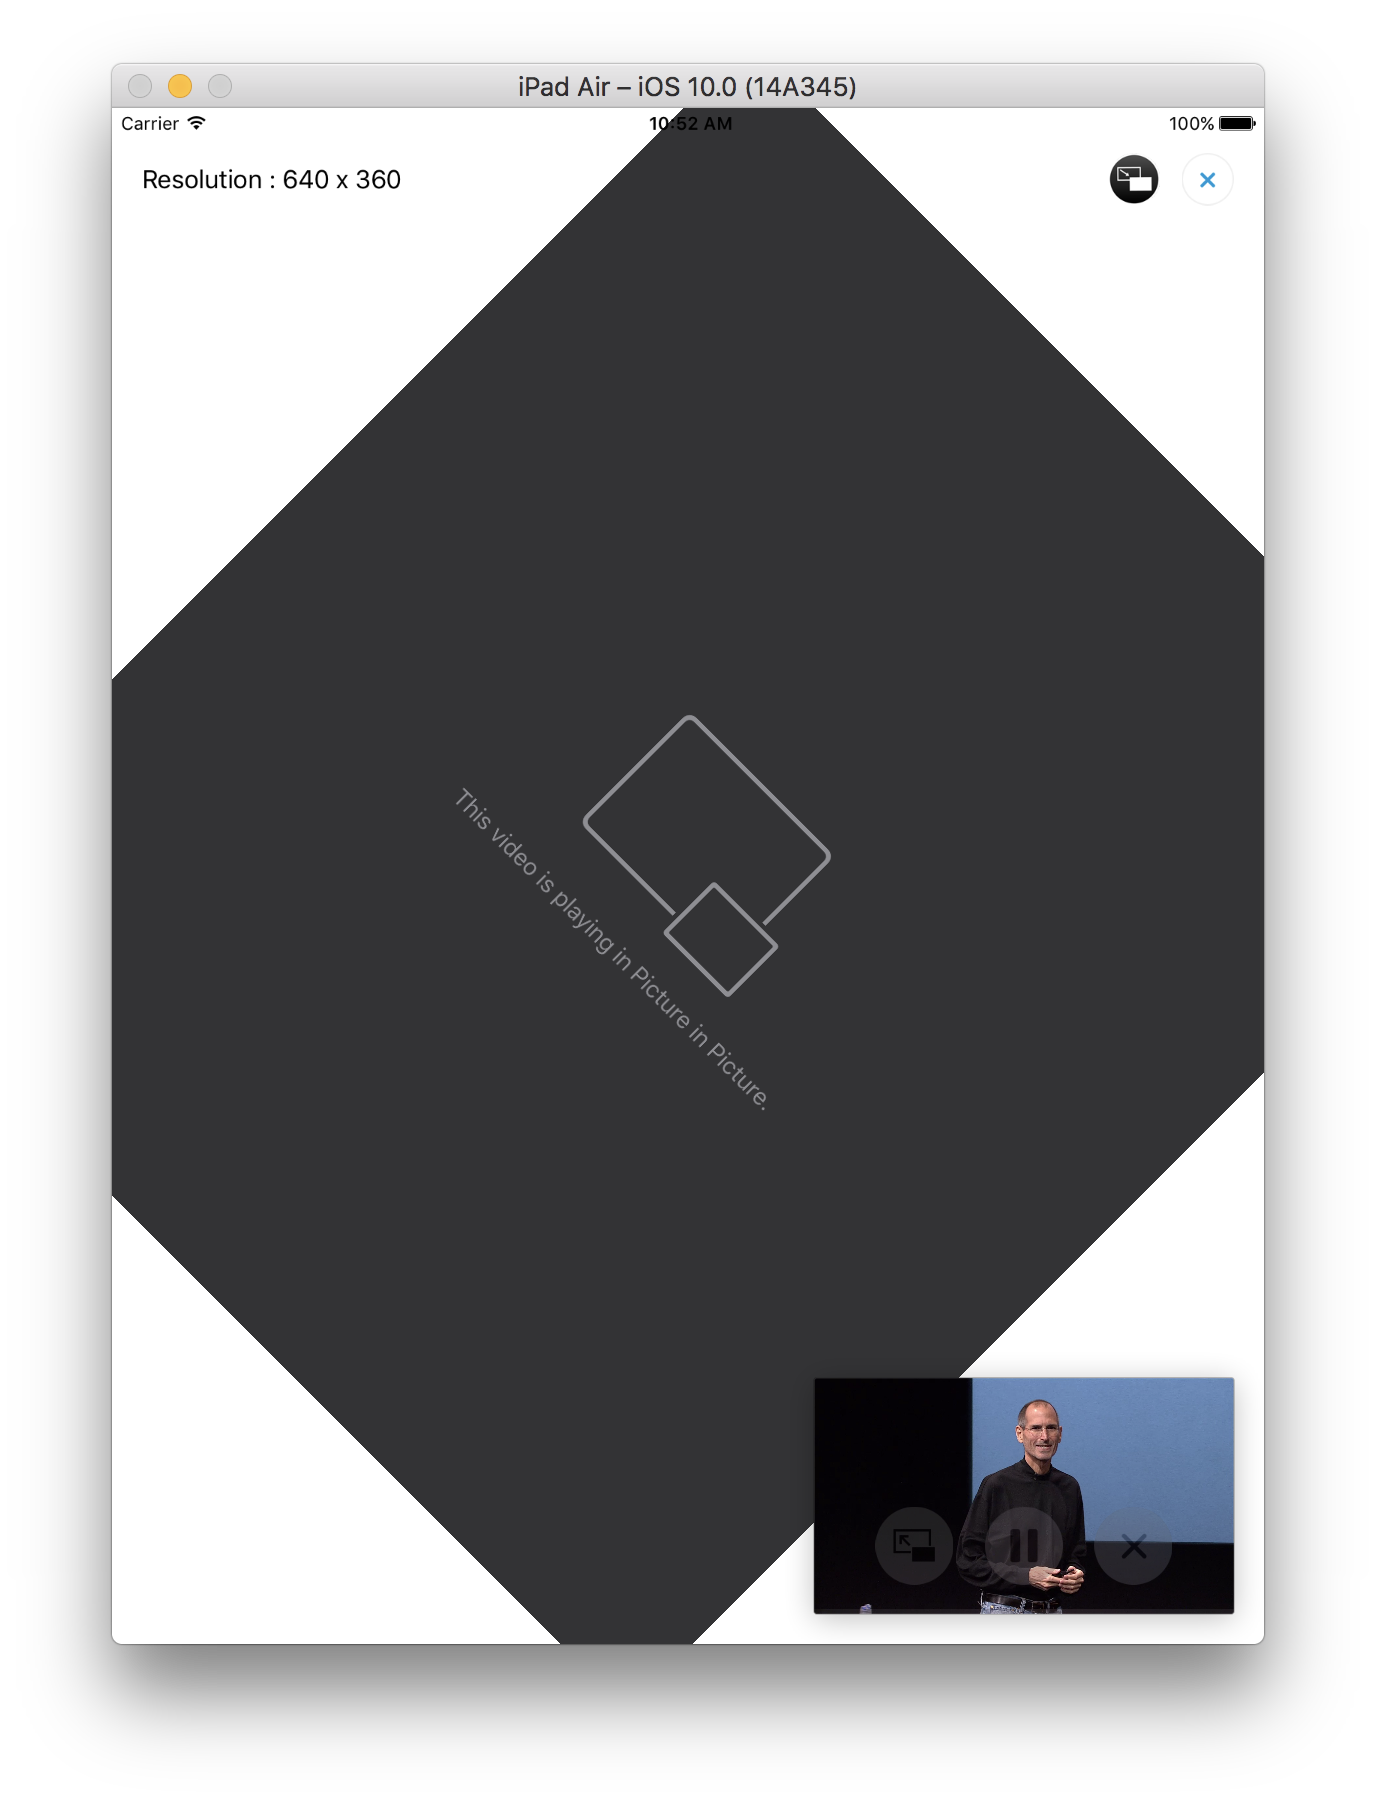 iPad Air – iOS 10.0 (14A345)
Carrier 10:52 AM 100%
Resolution : 640 x 360
This video is playing in Picture in Picture.